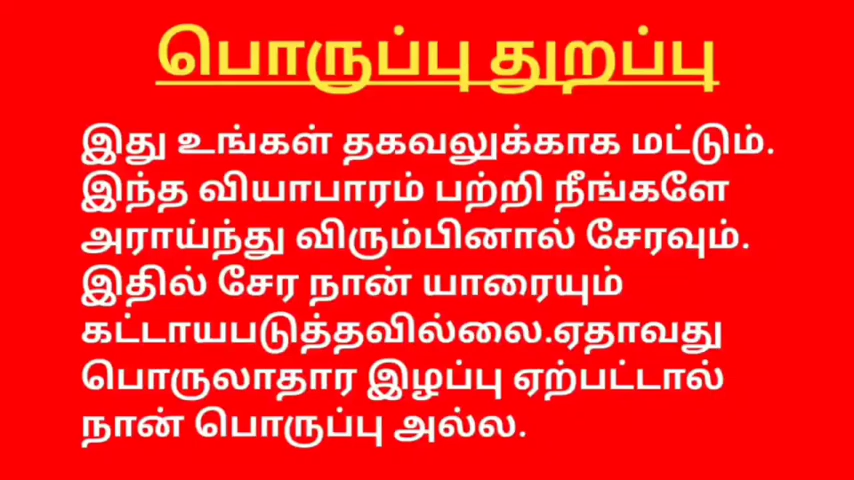 பொருப்பு துறப்பு
இது உங்கள் தகவலுக்காக மட்டும்.
இந்த வியாபாரம் பற்றி நீங்களே
அராய்ந்து விரும்பினால் சேரவும்.
இதில் சேர நான் யாரையும்
கட்டாயபடுத்தவில்லை.ஏதாவது
பொருலாதார இழப்பு ஏற்பட்டால்
நான் பொருப்பு அல்ல.